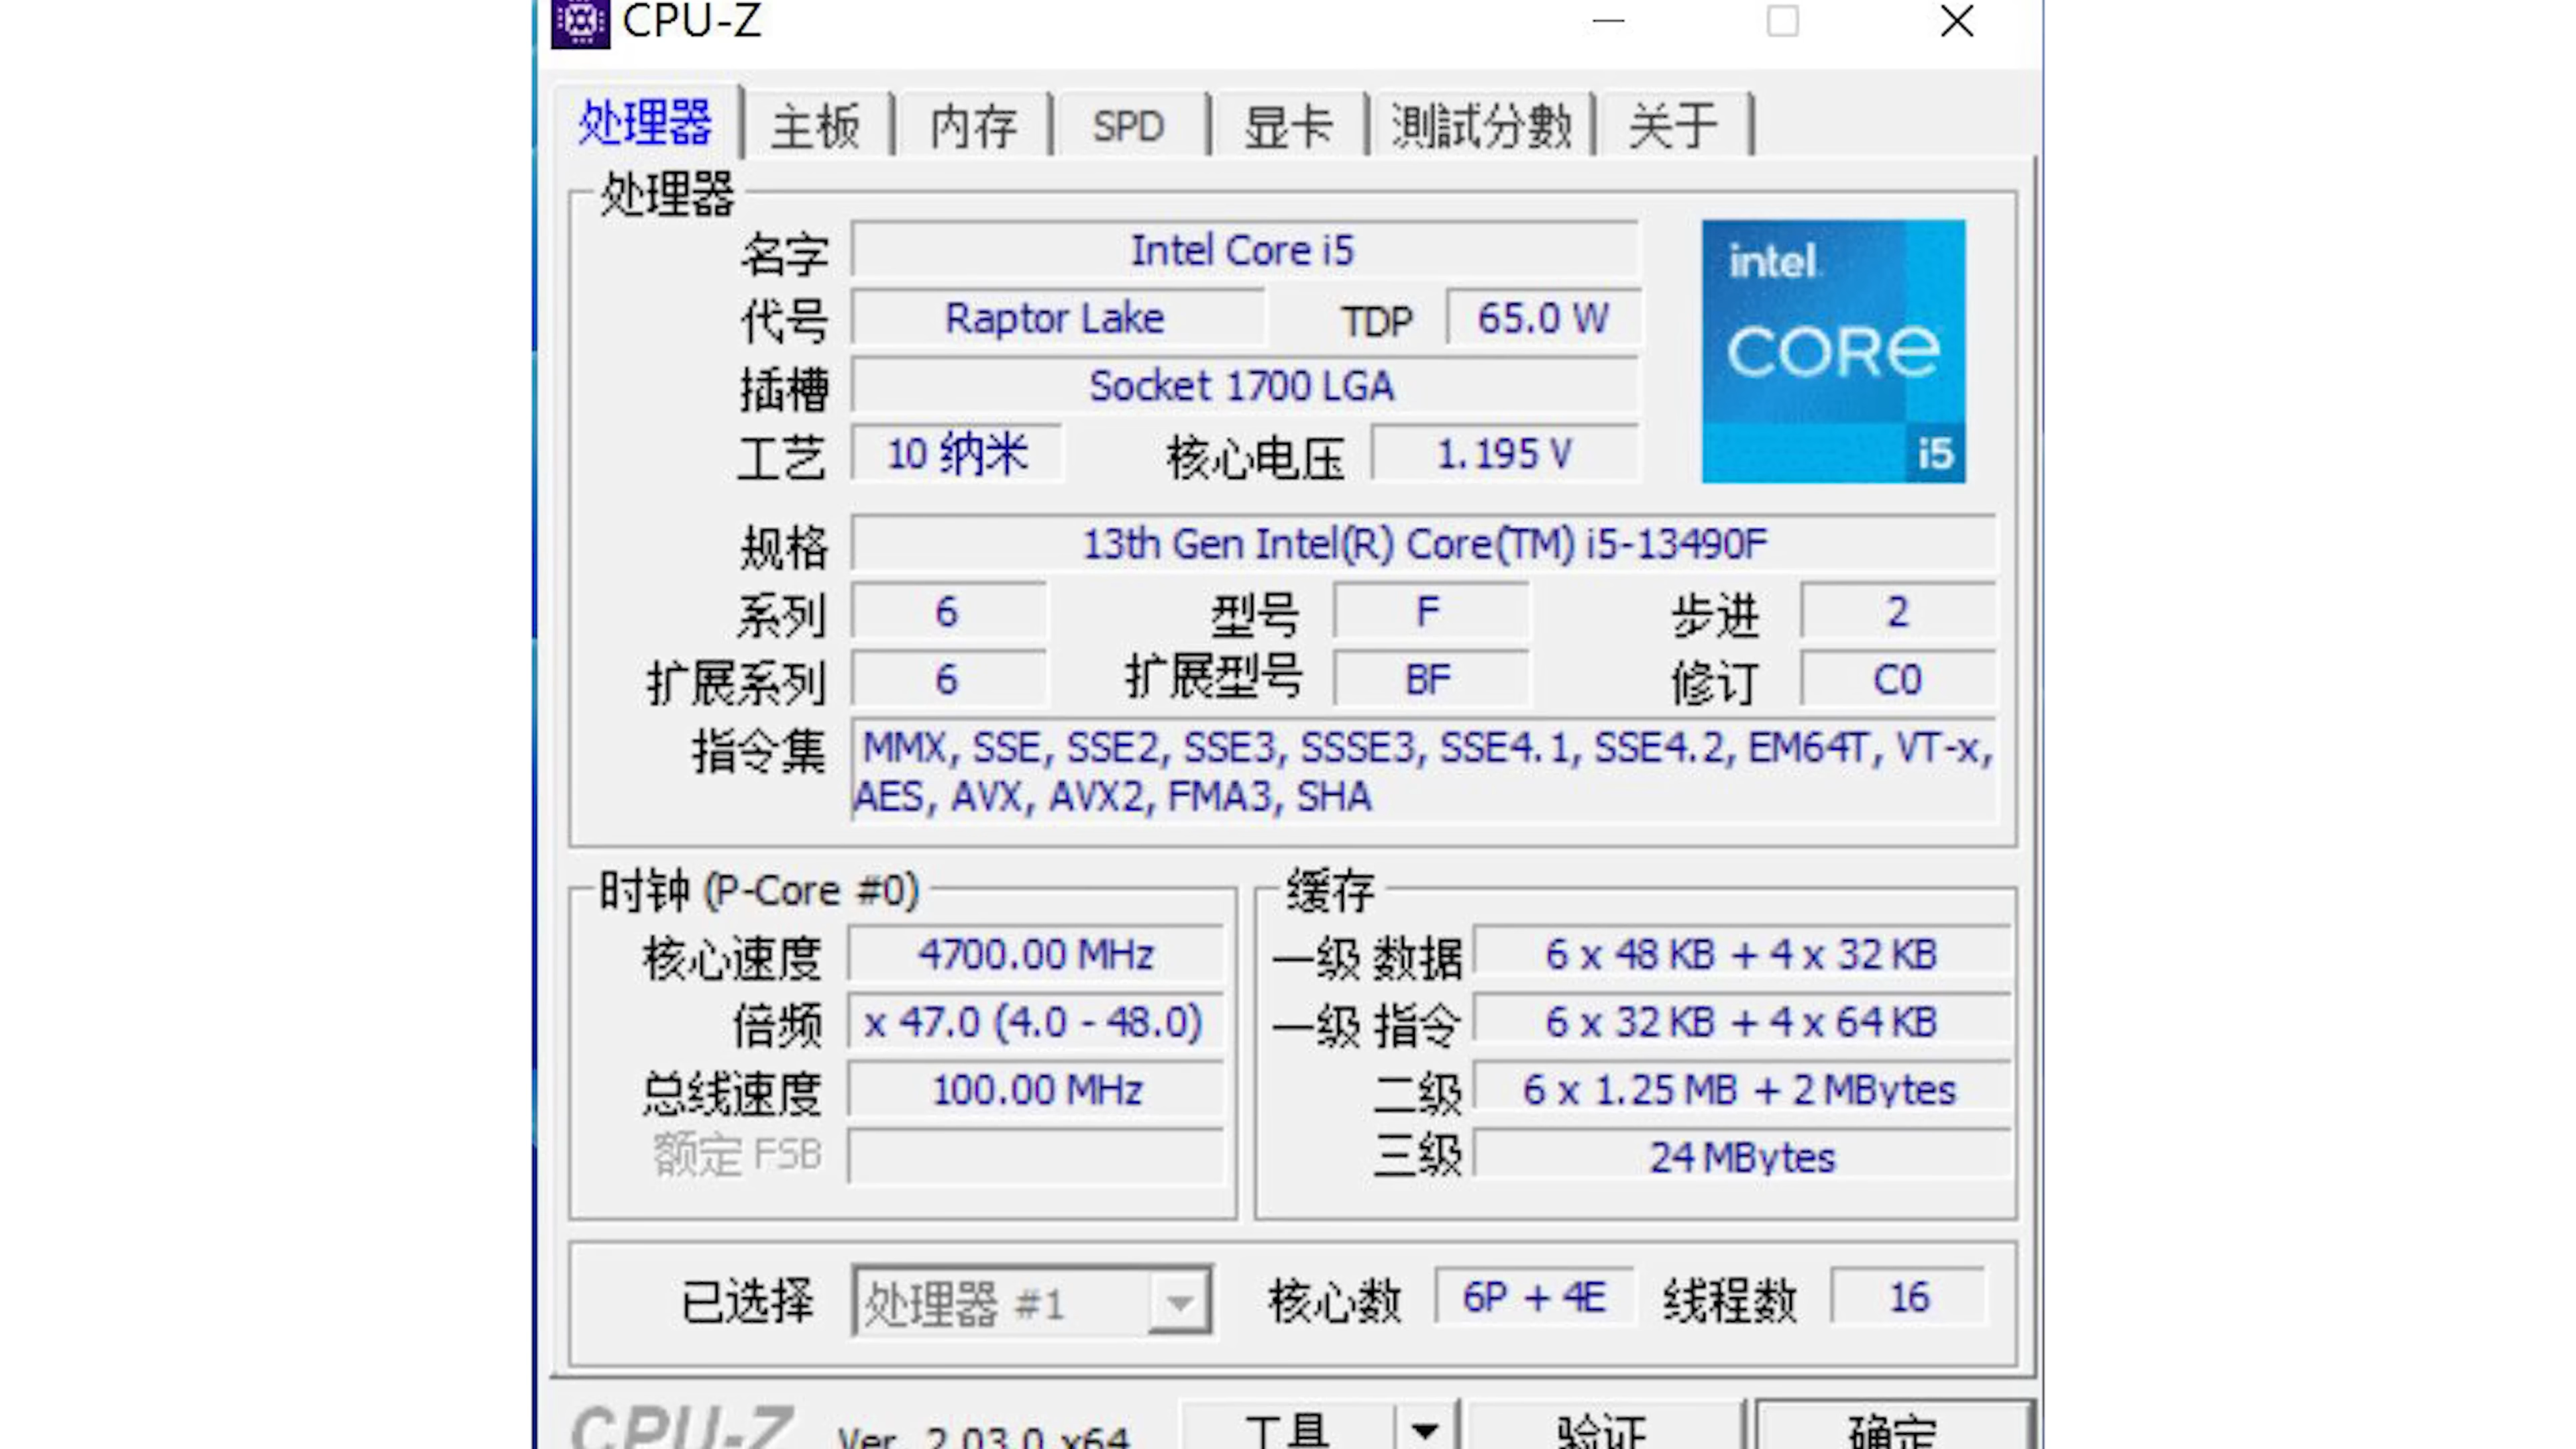 CPU-Z
处理器 主板 内存 SPD 显卡 測試分數 关于
处理器
名字 Intel Core i5
代号 Raptor Lake TDP 65.0 W
插槽 Socket 1700 LGA
工艺 10 纳米 核心电压 1.195 V
intel CORe i5
规格 13th Gen Intel(R) Core(TM) i5-13490F
系列 6 型号 F 步进 2
扩展系列 6 扩展型号 BF 修订 C0
指令集 MMX, SSE, SSE2, SSE3, SSSE3, SSE4.1, SSE4.2, EM64T, VT-x,
AES, AVX, AVX2, FMA3, SHA
时钟 (P-Core #0)
核心速度 4700.00 MHz
倍频 x 47.0 (4.0 - 48.0)
总线速度 100.00 MHz
额定 FSB
缓存
一级 数据 6 x 48 KB + 4 x 32 KB
一级 指令 6 x 32 KB + 4 x 64 KB
二级 6 x 1.25 MB + 2 MBytes
三级 24 MBytes
已选择 处理器 #1 核心数 6P + 4E 线程数 16
CPU-Z Ver. 2.03.0.x64 工具 验证 确定